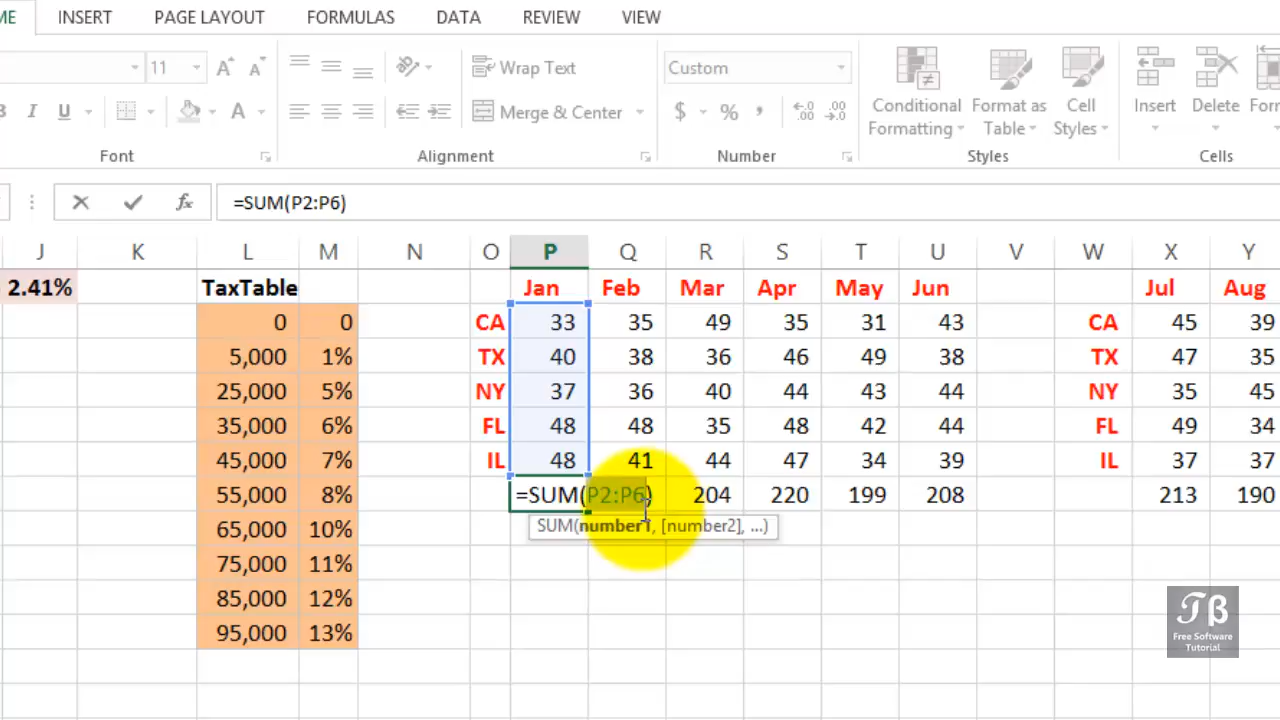 ME INSERT PAGE LAYOUT FORMULAS DATA REVIEW VIEW
11 A A Wrap Text Custom Conditional Formatting Format as Table Cell Styles Insert Delete Form
B I U A Merge & Center $ % , .00 .00
Font Alignment Number Styles Cells
fx =SUM(P2:P6)
J K L M N O P Q R S T U V W X Y
2.41% TaxTable Jan Feb Mar Apr May Jun Jul Aug
0 0 CA 33 35 49 35 31 43 CA 45 39
5,000 1% TX 40 38 36 46 49 38 TX 47 35
25,000 5% NY 37 36 40 44 43 44 NY 35 45
35,000 6% FL 48 48 35 48 42 44 FL 49 34
45,000 7% IL 48 41 44 47 34 39 IL 37 37
55,000 8% =SUM(P2:P6) 204 220 199 208 213 190
SUM(number1, [number2], ...)
65,000 10%
75,000 11%
85,000 12%
95,000 13%
Tβ
Free Software
Tutorial